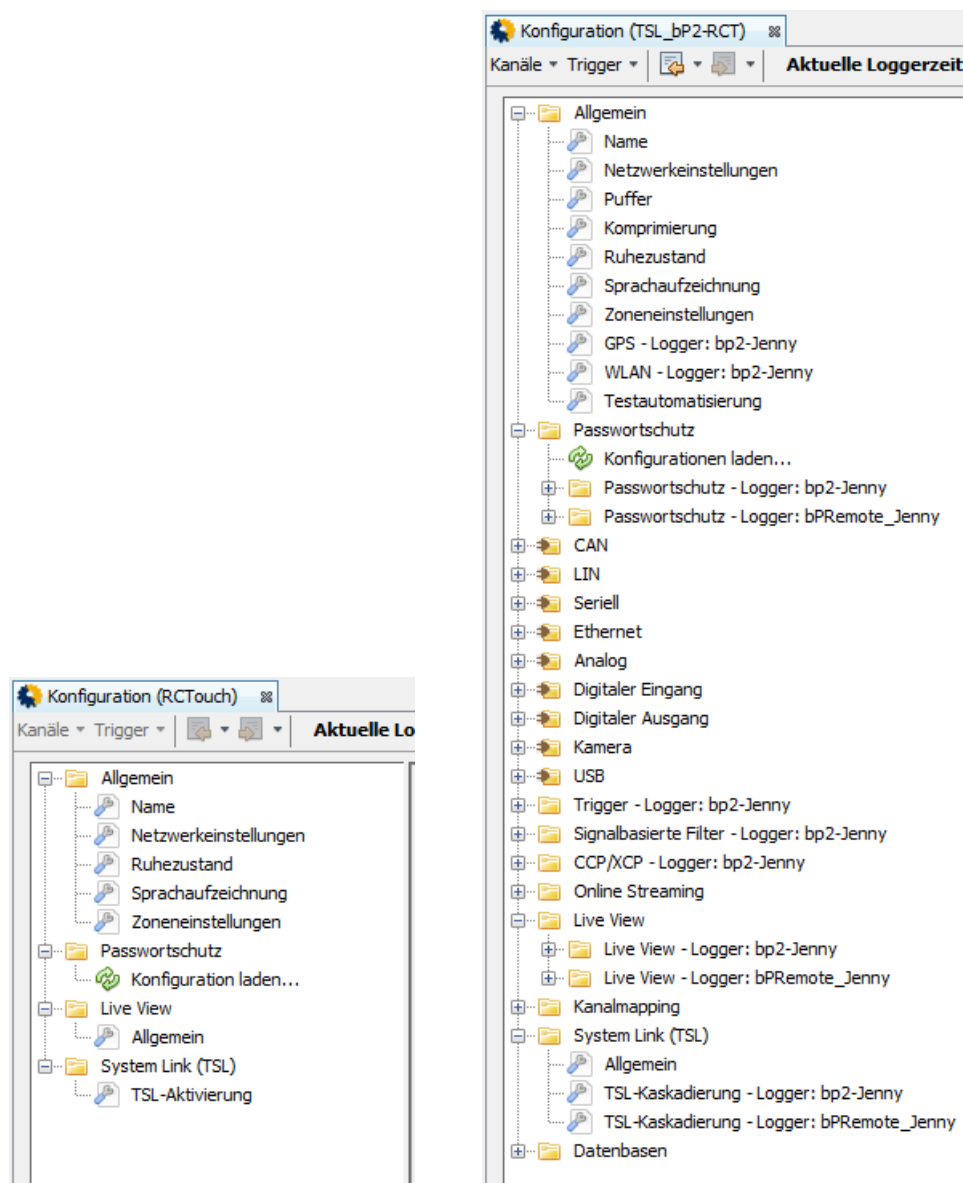 Konfiguration (TSL_bP2-RCT)
Kanäle Trigger Aktuelle Loggerzeit
Allgemein
Name
Netzwerkeinstellungen
Puffer
Komprimierung
Ruhezustand
Sprachaufzeichnung
Zoneneinstellungen
GPS - Logger: bp2-Jenny
WLAN - Logger: bp2-Jenny
Testautomatisierung
Passwortschutz
Konfigurationen laden...
Passwortschutz - Logger: bp2-Jenny
Passwortschutz - Logger: bPRemote_Jenny
CAN
LIN
Seriell
Ethernet
Analog
Digitaler Eingang
Digitaler Ausgang
Kamera
USB
Trigger - Logger: bp2-Jenny
Signalbasierte Filter - Logger: bp2-Jenny
CCP/XCP - Logger: bp2-Jenny
Online Streaming
Live View
Live View - Logger: bp2-Jenny
Live View - Logger: bPRemote_Jenny
Kanalmapping
System Link (TSL)
Allgemein
TSL-Kaskadierung - Logger: bp2-Jenny
TSL-Kaskadierung - Logger: bPRemote_Jenny
Datenbasen
Konfiguration (RCTouch)
Kanäle Trigger Aktuelle Lo
Allgemein
Name
Netzwerkeinstellungen
Ruhezustand
Sprachaufzeichnung
Zoneneinstellungen
Passwortschutz
Konfiguration laden...
Live View
Allgemein
System Link (TSL)
TSL-Aktivierung